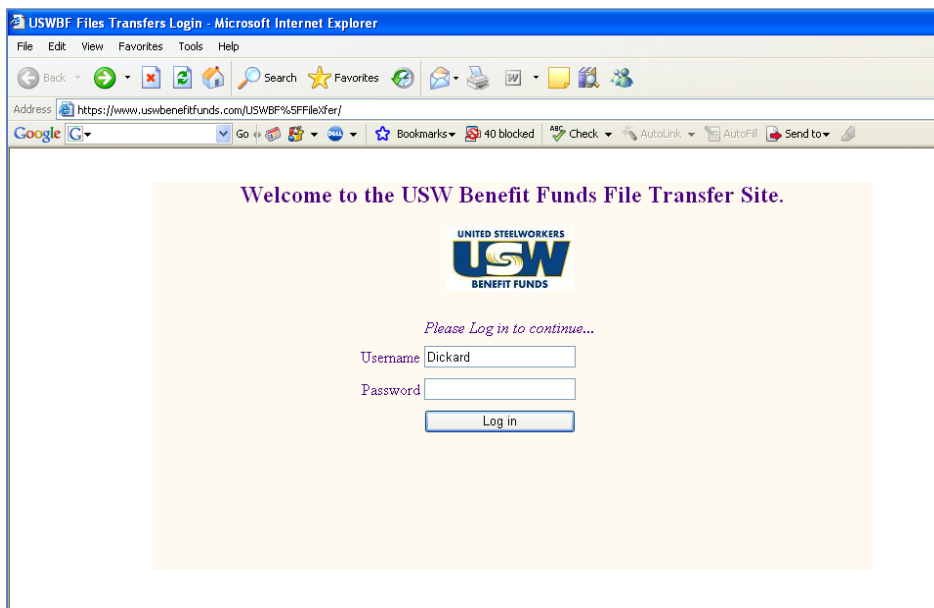 USWBF Files Transfers Login - Microsoft Internet Explorer
File Edit View Favorites Tools Help
Back Search Favorites W
Address https://www.uswbenefitfunds.com/USWBF%5FFileXfer/
Google G Go Bookmarks 40 blocked ABC Check AutoLink AutoFill Send to
Welcome to the USW Benefit Funds File Transfer Site.
UNITED STEELWORKERS
USW
BENEFIT FUNDS
Please Log in to continue...
Username Dickard
Password
Log in